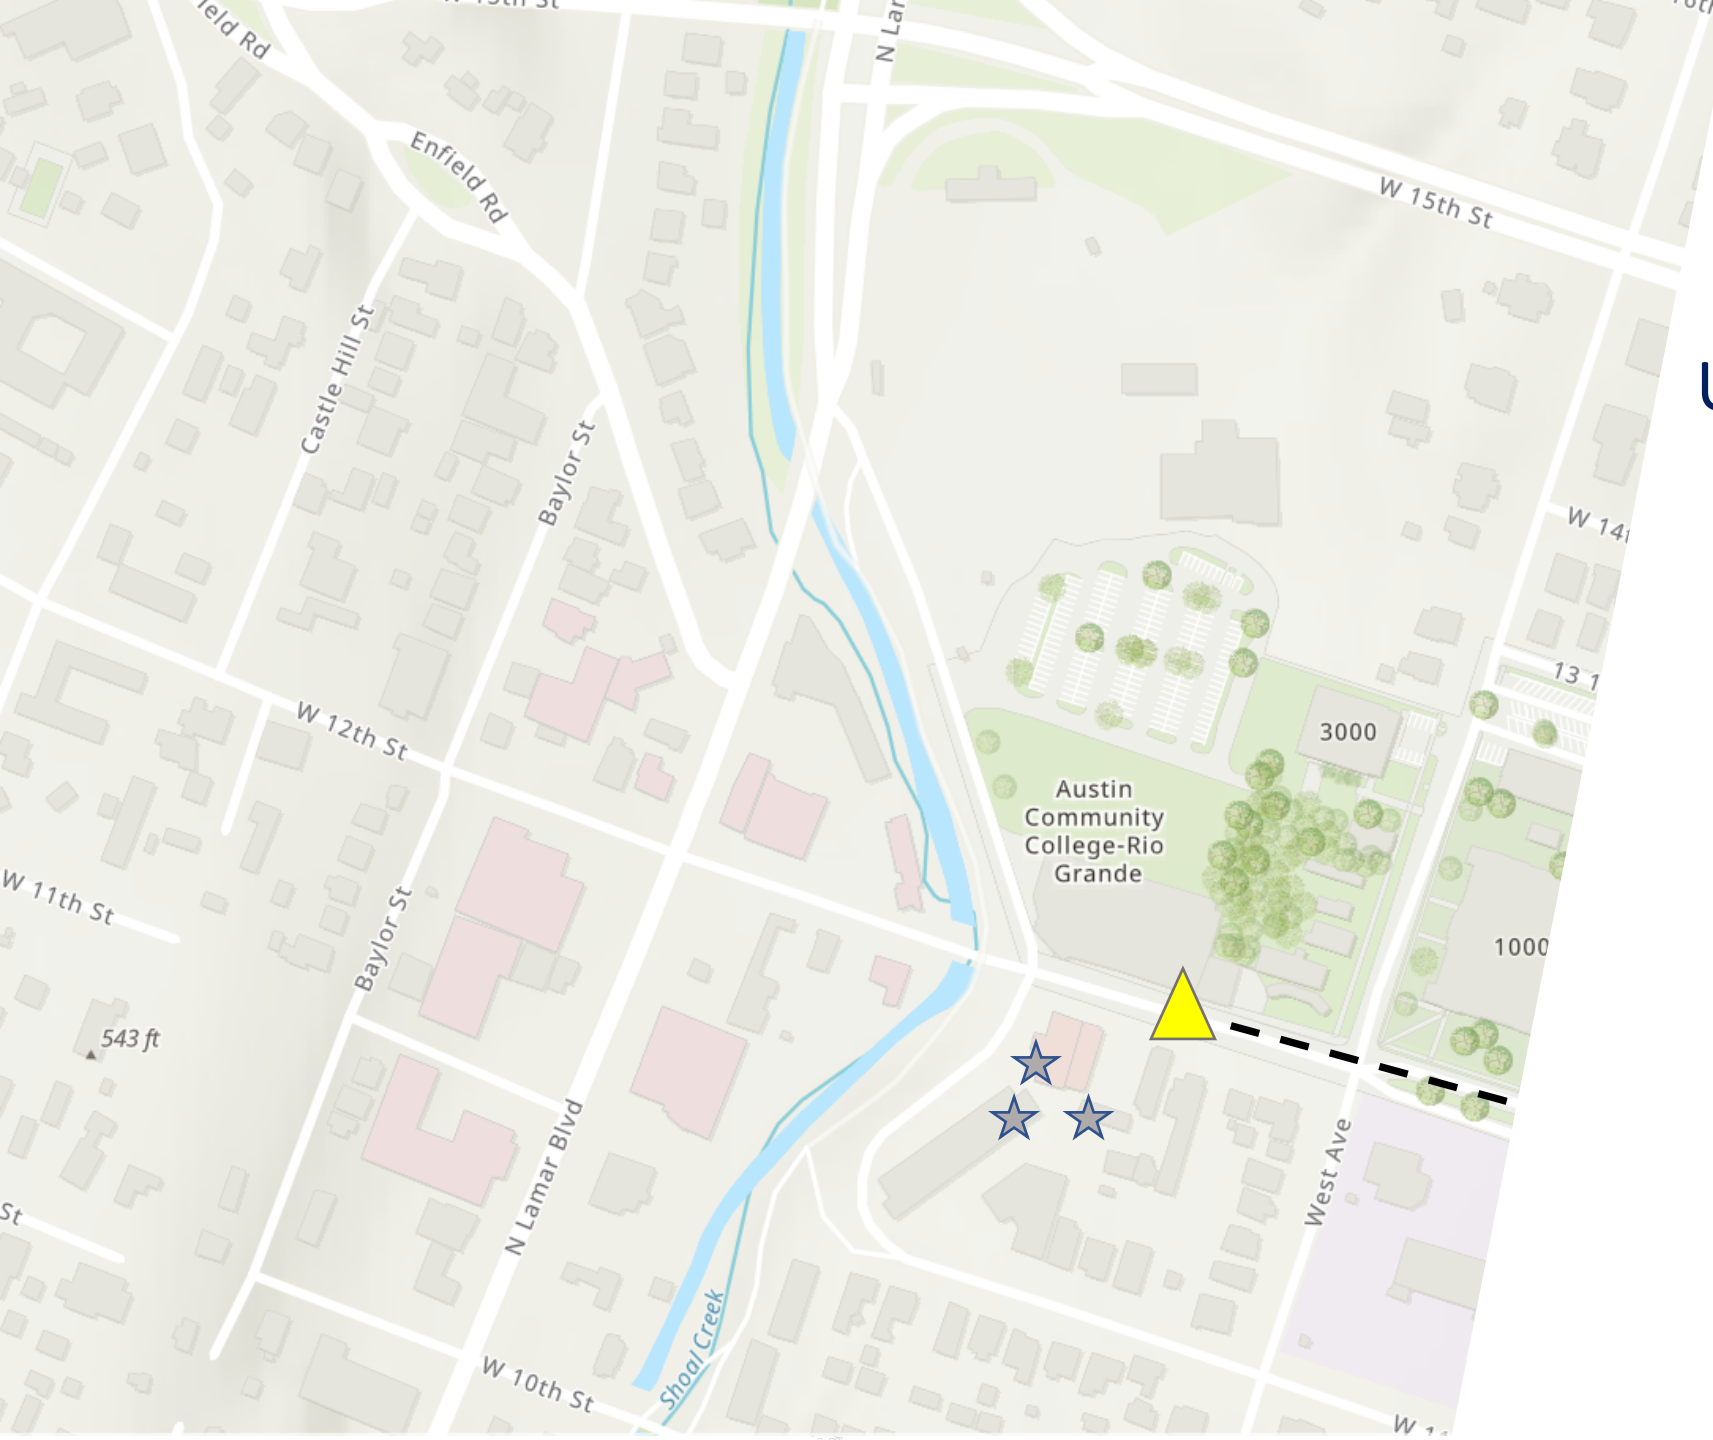 Enfield Rd
W 15th St
Castle Hill St
Baylor St
W 12th St
3000
Austin
Community
College-Rio
Grande
W 11th St
Baylor St
1000
543 ft
N Lamar Blvd
West Ave
Shoal Creek
W 10th St